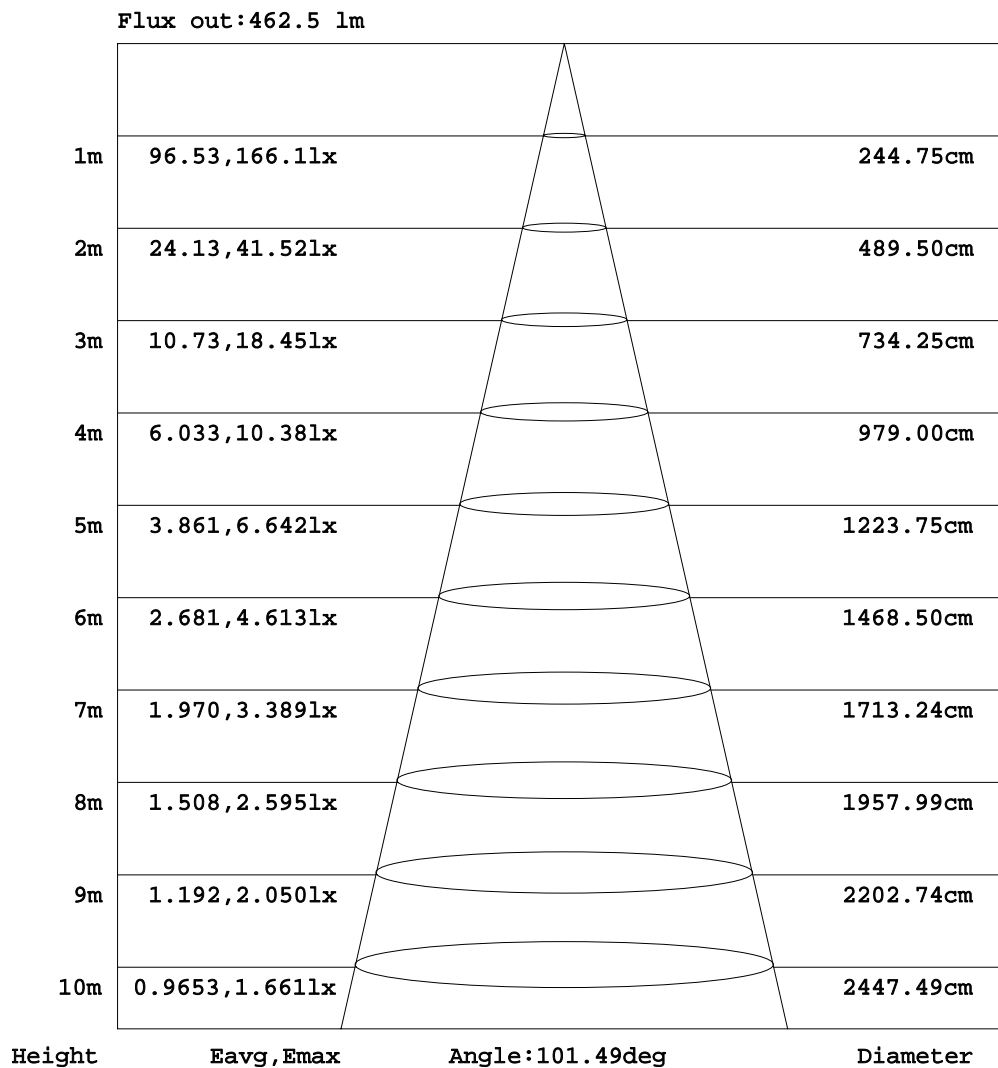 Flux out:462.5 lm
1m 96.53,166.1lx 244.75cm
2m 24.13,41.52lx 489.50cm
3m 10.73,18.45lx 734.25cm
4m 6.033,10.38lx 979.00cm
5m 3.861,6.642lx 1223.75cm
6m 2.681,4.613lx 1468.50cm
7m 1.970,3.389lx 1713.24cm
8m 1.508,2.595lx 1957.99cm
9m 1.192,2.050lx 2202.74cm
10m 0.9653,1.661lx 2447.49cm
Height Eavg,Emax Angle:101.49deg Diameter